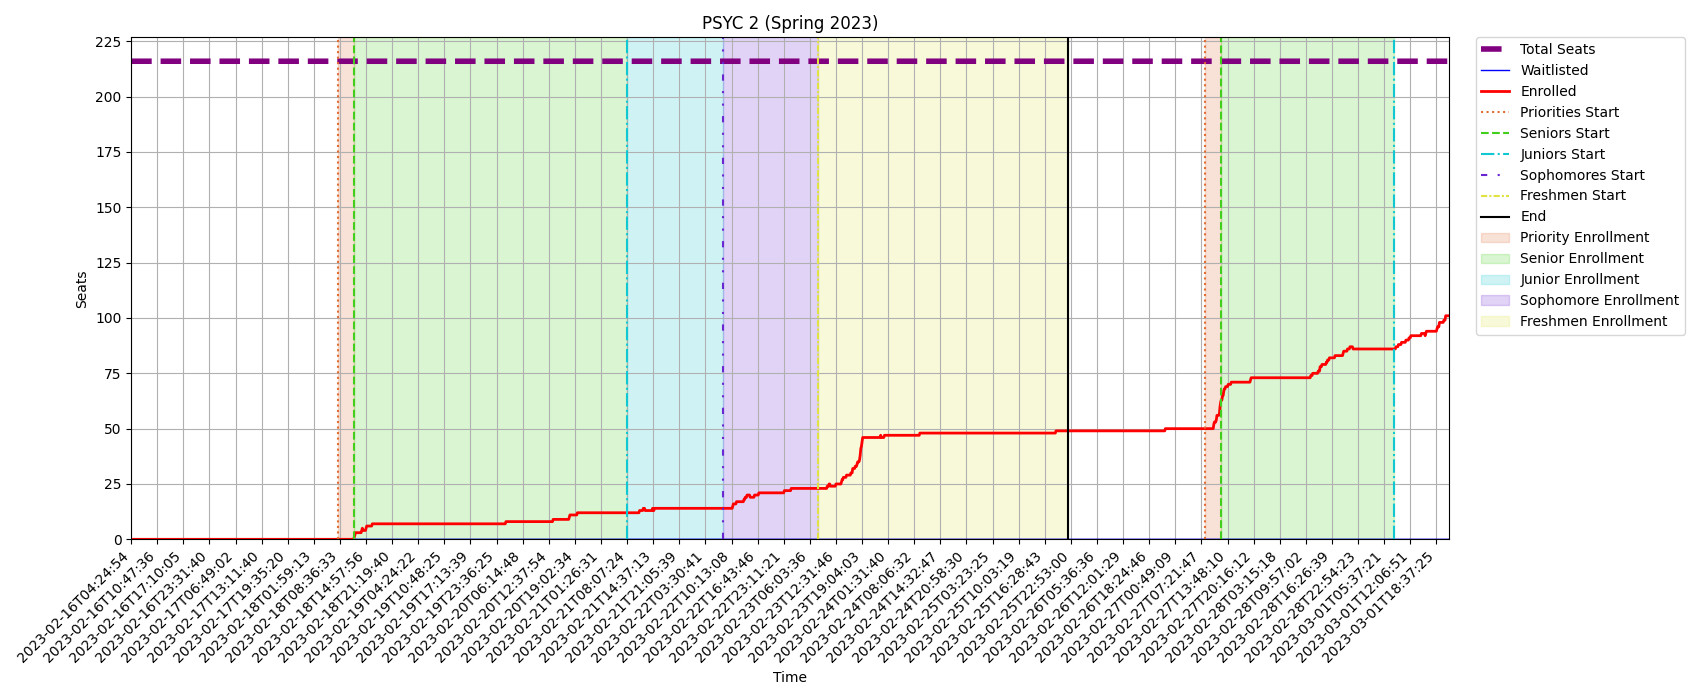 PSYC 2 (Spring 2023)
225
200
175
150
125
100
75
50
25
0
Seats
2023-02-16T04:24:54
2023-02-16T10:47:36
2023-02-16T17:10:05
2023-02-16T23:31:40
2023-02-17T06:49:02
2023-02-17T13:11:40
2023-02-17T19:35:20
2023-02-18T01:59:13
2023-02-18T08:36:33
2023-02-18T14:57:56
2023-02-18T21:19:40
2023-02-19T04:24:22
2023-02-19T10:48:25
2023-02-19T17:13:39
2023-02-19T23:36:25
2023-02-20T06:14:48
2023-02-20T12:37:54
2023-02-20T19:02:34
2023-02-21T01:26:31
2023-02-21T08:07:24
2023-02-21T14:37:13
2023-02-21T21:05:39
2023-02-22T03:30:41
2023-02-22T10:13:08
2023-02-22T16:43:46
2023-02-22T23:11:21
2023-02-23T06:03:36
2023-02-23T12:31:46
2023-02-23T19:04:03
2023-02-24T01:31:40
2023-02-24T08:06:32
2023-02-24T14:32:47
2023-02-24T20:58:30
2023-02-25T03:23:25
2023-02-25T10:03:19
2023-02-25T16:28:43
2023-02-25T22:53:00
2023-02-26T05:36:36
2023-02-26T12:01:29
2023-02-26T18:24:46
2023-02-27T00:49:09
2023-02-27T07:21:47
2023-02-27T13:48:10
2023-02-27T20:16:12
2023-02-28T03:15:18
2023-02-28T09:57:02
2023-02-28T16:26:39
2023-02-28T22:54:23
2023-03-01T05:37:21
2023-03-01T12:06:51
2023-03-01T18:37:25
Time
Total Seats
Waitlisted
Enrolled
Priorities Start
Seniors Start
Juniors Start
Sophomores Start
Freshmen Start
End
Priority Enrollment
Senior Enrollment
Junior Enrollment
Sophomore Enrollment
Freshmen Enrollment